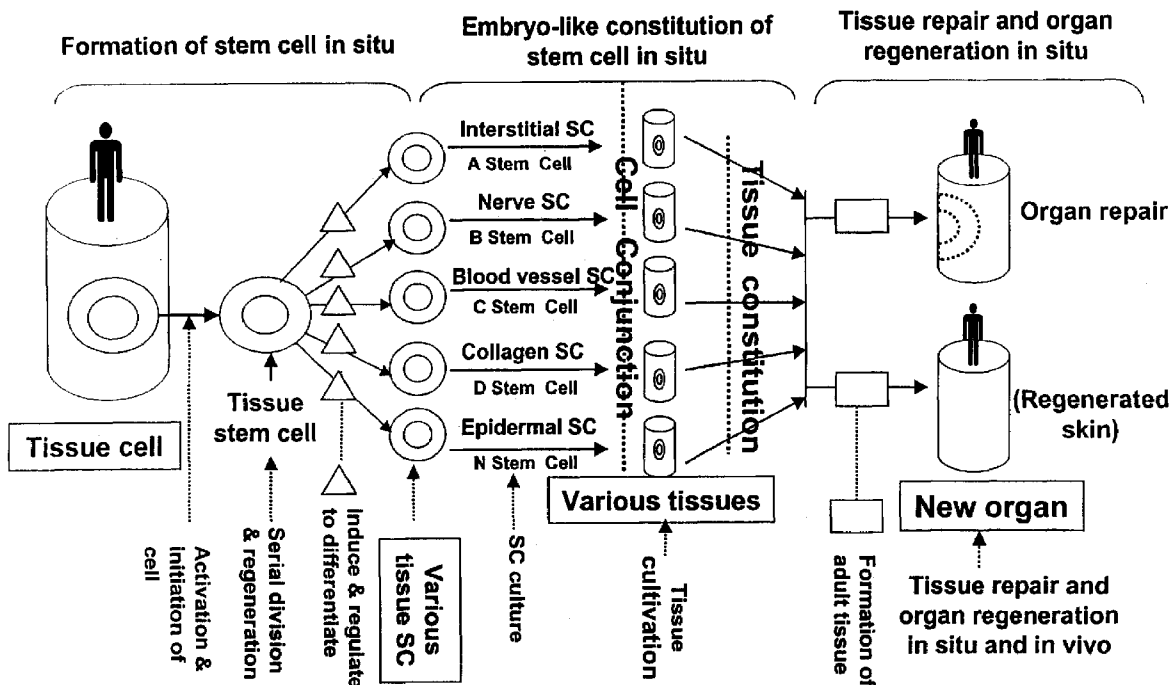 Formation of stem cell in situ
Embryo-like constitution of
stem cell in situ
Tissue repair and organ
regeneration in situ
Interstitial SC
A Stem Cell
Nerve SC
B Stem Cell
Blood vessel SC
C Stem Cell
Collagen SC
D Stem Cell
Epidermal SC
N Stem Cell
Cell Conjunction
Tissue constitution
Organ repair
(Regenerated
skin)
Tissue cell
Tissue
stem cell
Various tissues
New organ
Activation &
initiation of
cell
Serial division
& regeneration
Induce & regulate
to differentiate
Various
tissue SC
SC culture
Tissue
cultivation
Formation of
adult tissue
Tissue repair and
organ regeneration
in situ and in vivo